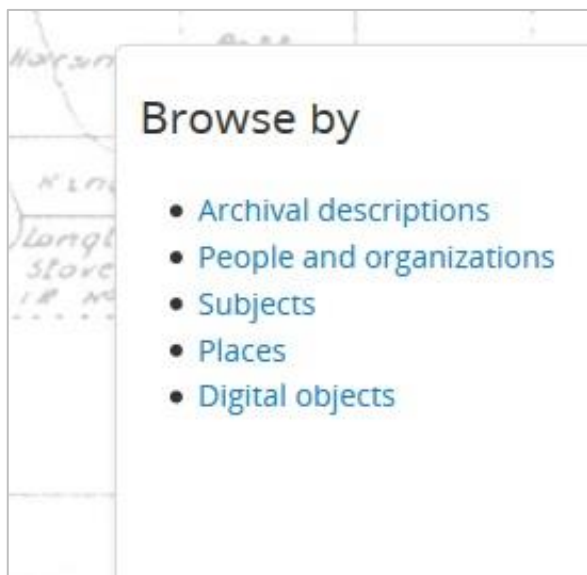 Browse by
Archival descriptions
People and organizations
Subjects
Places
Digital objects